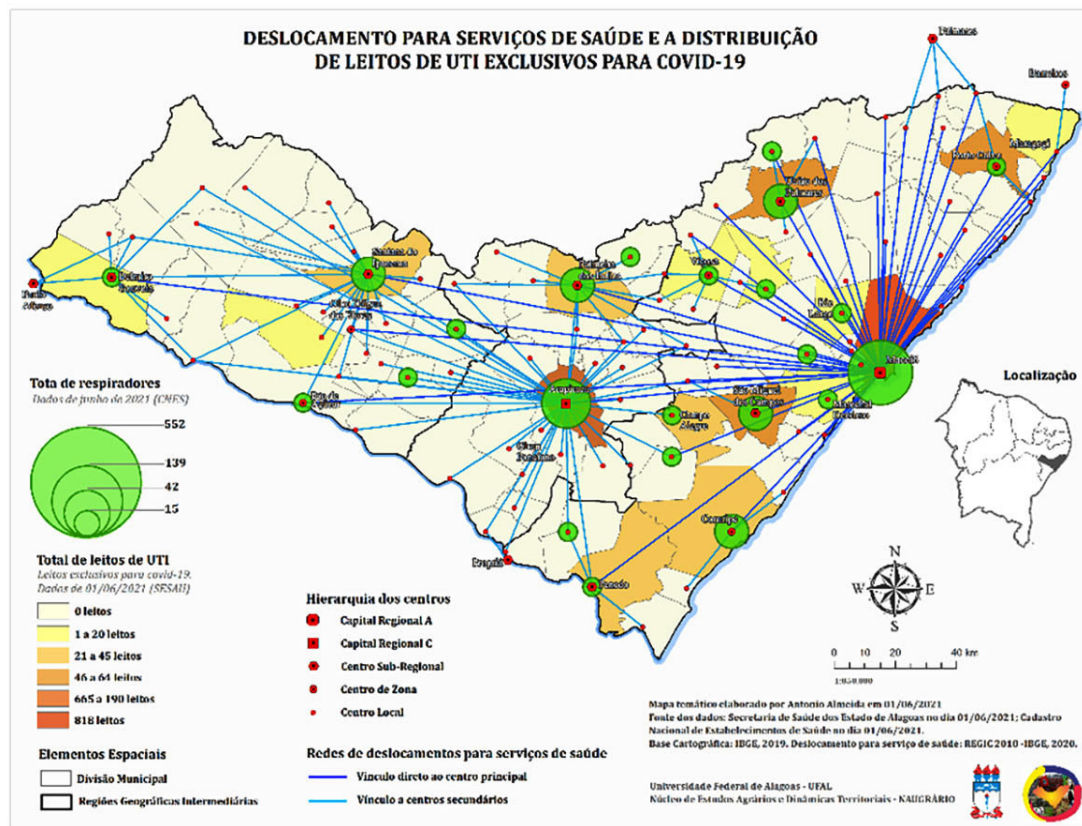 DESLOCAMENTO PARA SERVIÇOS DE SAÚDE E A DISTRIBUIÇÃO
DE LEITOS DE UTI EXCLUSIVOS PARA COVID-19
Palmares
Barreiros
Maragogi
Porto Calvo
União dos
Palmares
Viçosa
Rio
Largo
Maceió
Marechal
Deodoro
São Miguel
dos Campos
Campo
Alegre
Coruripe
Penedo
Propriá
Arapiraca
Palmeira
dos Índios
Santana do
Ipanema
Olho d'Água
das Flores
Pão de
Açúcar
Delmiro
Gouveia
Paulo
Afonso
Tota de respiradores
Dados de junho de 2021 (CNES)
552
139
42
15
Total de leitos de UTI
Leitos exclusivos para covid-19.
Dados de 01/06/2021 (SESAU)
0 leitos
1 a 20 leitos
21 a 45 leitos
46 a 64 leitos
665 a 190 leitos
818 leitos
Elementos Espaciais
Divisão Municipal
Regiões Geográficas Intermediárias
Hierarquia dos centros
Capital Regional A
Capital Regional C
Centro Sub-Regional
Centro de Zona
Centro Local
Redes de deslocamentos para serviços de saúde
Vínculo direto ao centro principal
Vínculo a centros secundários
Localização
N
W
E
S
0
10
20
40 km
Mapa temático elaborado por Antonio Almeida em 01/06/2021
Fonte dos dados: Secretaria de Saúde dos Estado de Alagoas no dia 01/06/2021; Cadastro
Nacional de Estabelecimentos de Saúde no dia 01/06/2021.
Base Cartográfica: IBGE, 2019. Deslocamento para serviço de saúde: REGIC 2010 -IBGE, 2020.
Universidade Federal de Alagoas - UFAL
Núcleo de Estudos Agrários e Dinâmicas Territoriais - NAUGRÁRIO